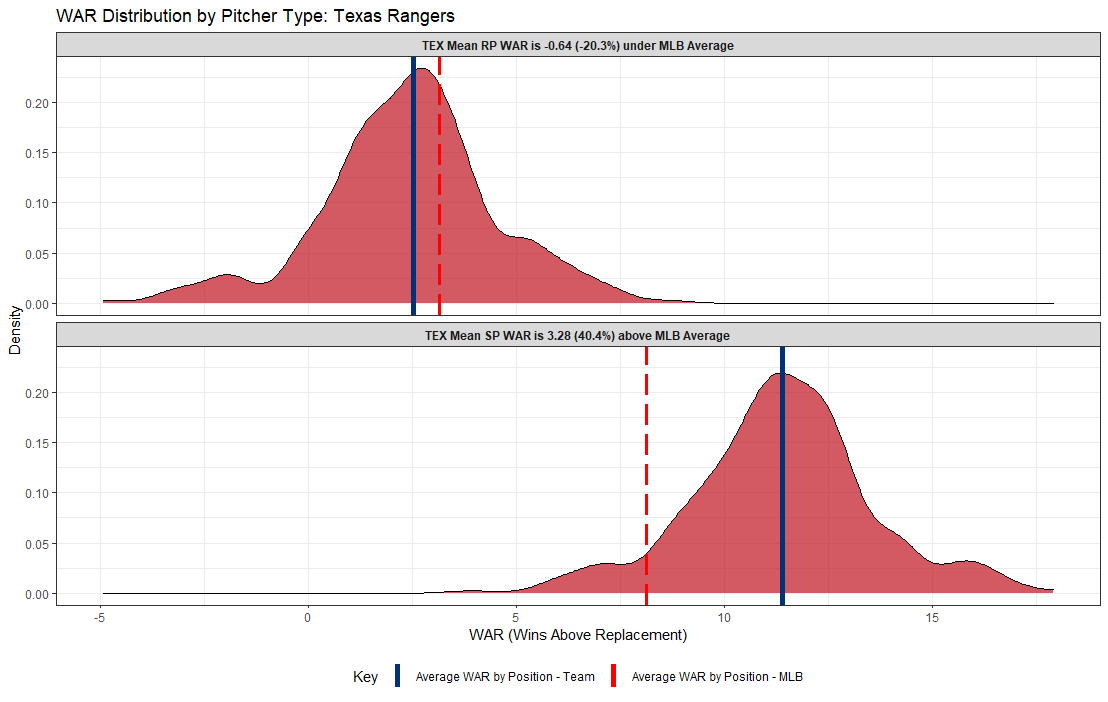 WAR Distribution by Pitcher Type: Texas Rangers
TEX Mean RP WAR is -0.64 (-20.3%) under MLB Average
0.20
0.15
0.10
0.05
0.00
Density
TEX Mean SP WAR is 3.28 (40.4%) above MLB Average
0.20
0.15
0.10
0.05
0.00
-5 0 5 10 15
WAR (Wins Above Replacement)
Key Average WAR by Position - Team Average WAR by Position - MLB